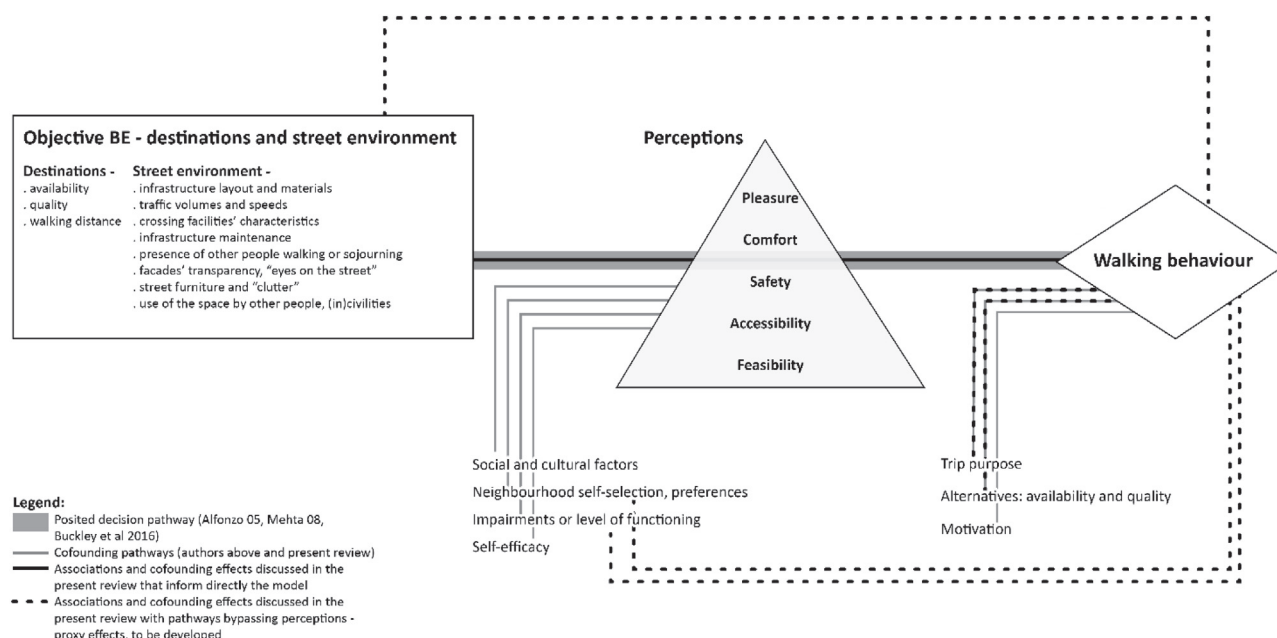 Objective BE - destinations and street environment
Destinations -
. availability
. quality
. walking distance
Street environment -
. infrastructure layout and materials
. traffic volumes and speeds
. crossing facilities' characteristics
. infrastructure maintenance
. presence of other people walking or sojourning
. facades' transparency, "eyes on the street"
. street furniture and "clutter"
. use of the space by other people, (in)civilities
Perceptions
Pleasure
Comfort
Safety
Accessibility
Feasibility
Walking behaviour
Social and cultural factors
Neighbourhood self-selection, preferences
Impairments or level of functioning
Self-efficacy
Trip purpose
Alternatives: availability and quality
Motivation
Legend:
Posited decision pathway (Alfonzo 05, Mehta 08,
Buckley et al 2016)
Cofounding pathways (authors above and present review)
Associations and cofounding effects discussed in the
present review that inform directly the model
Associations and cofounding effects discussed in the
present review with pathways bypassing perceptions -
proxy effects, to be developed